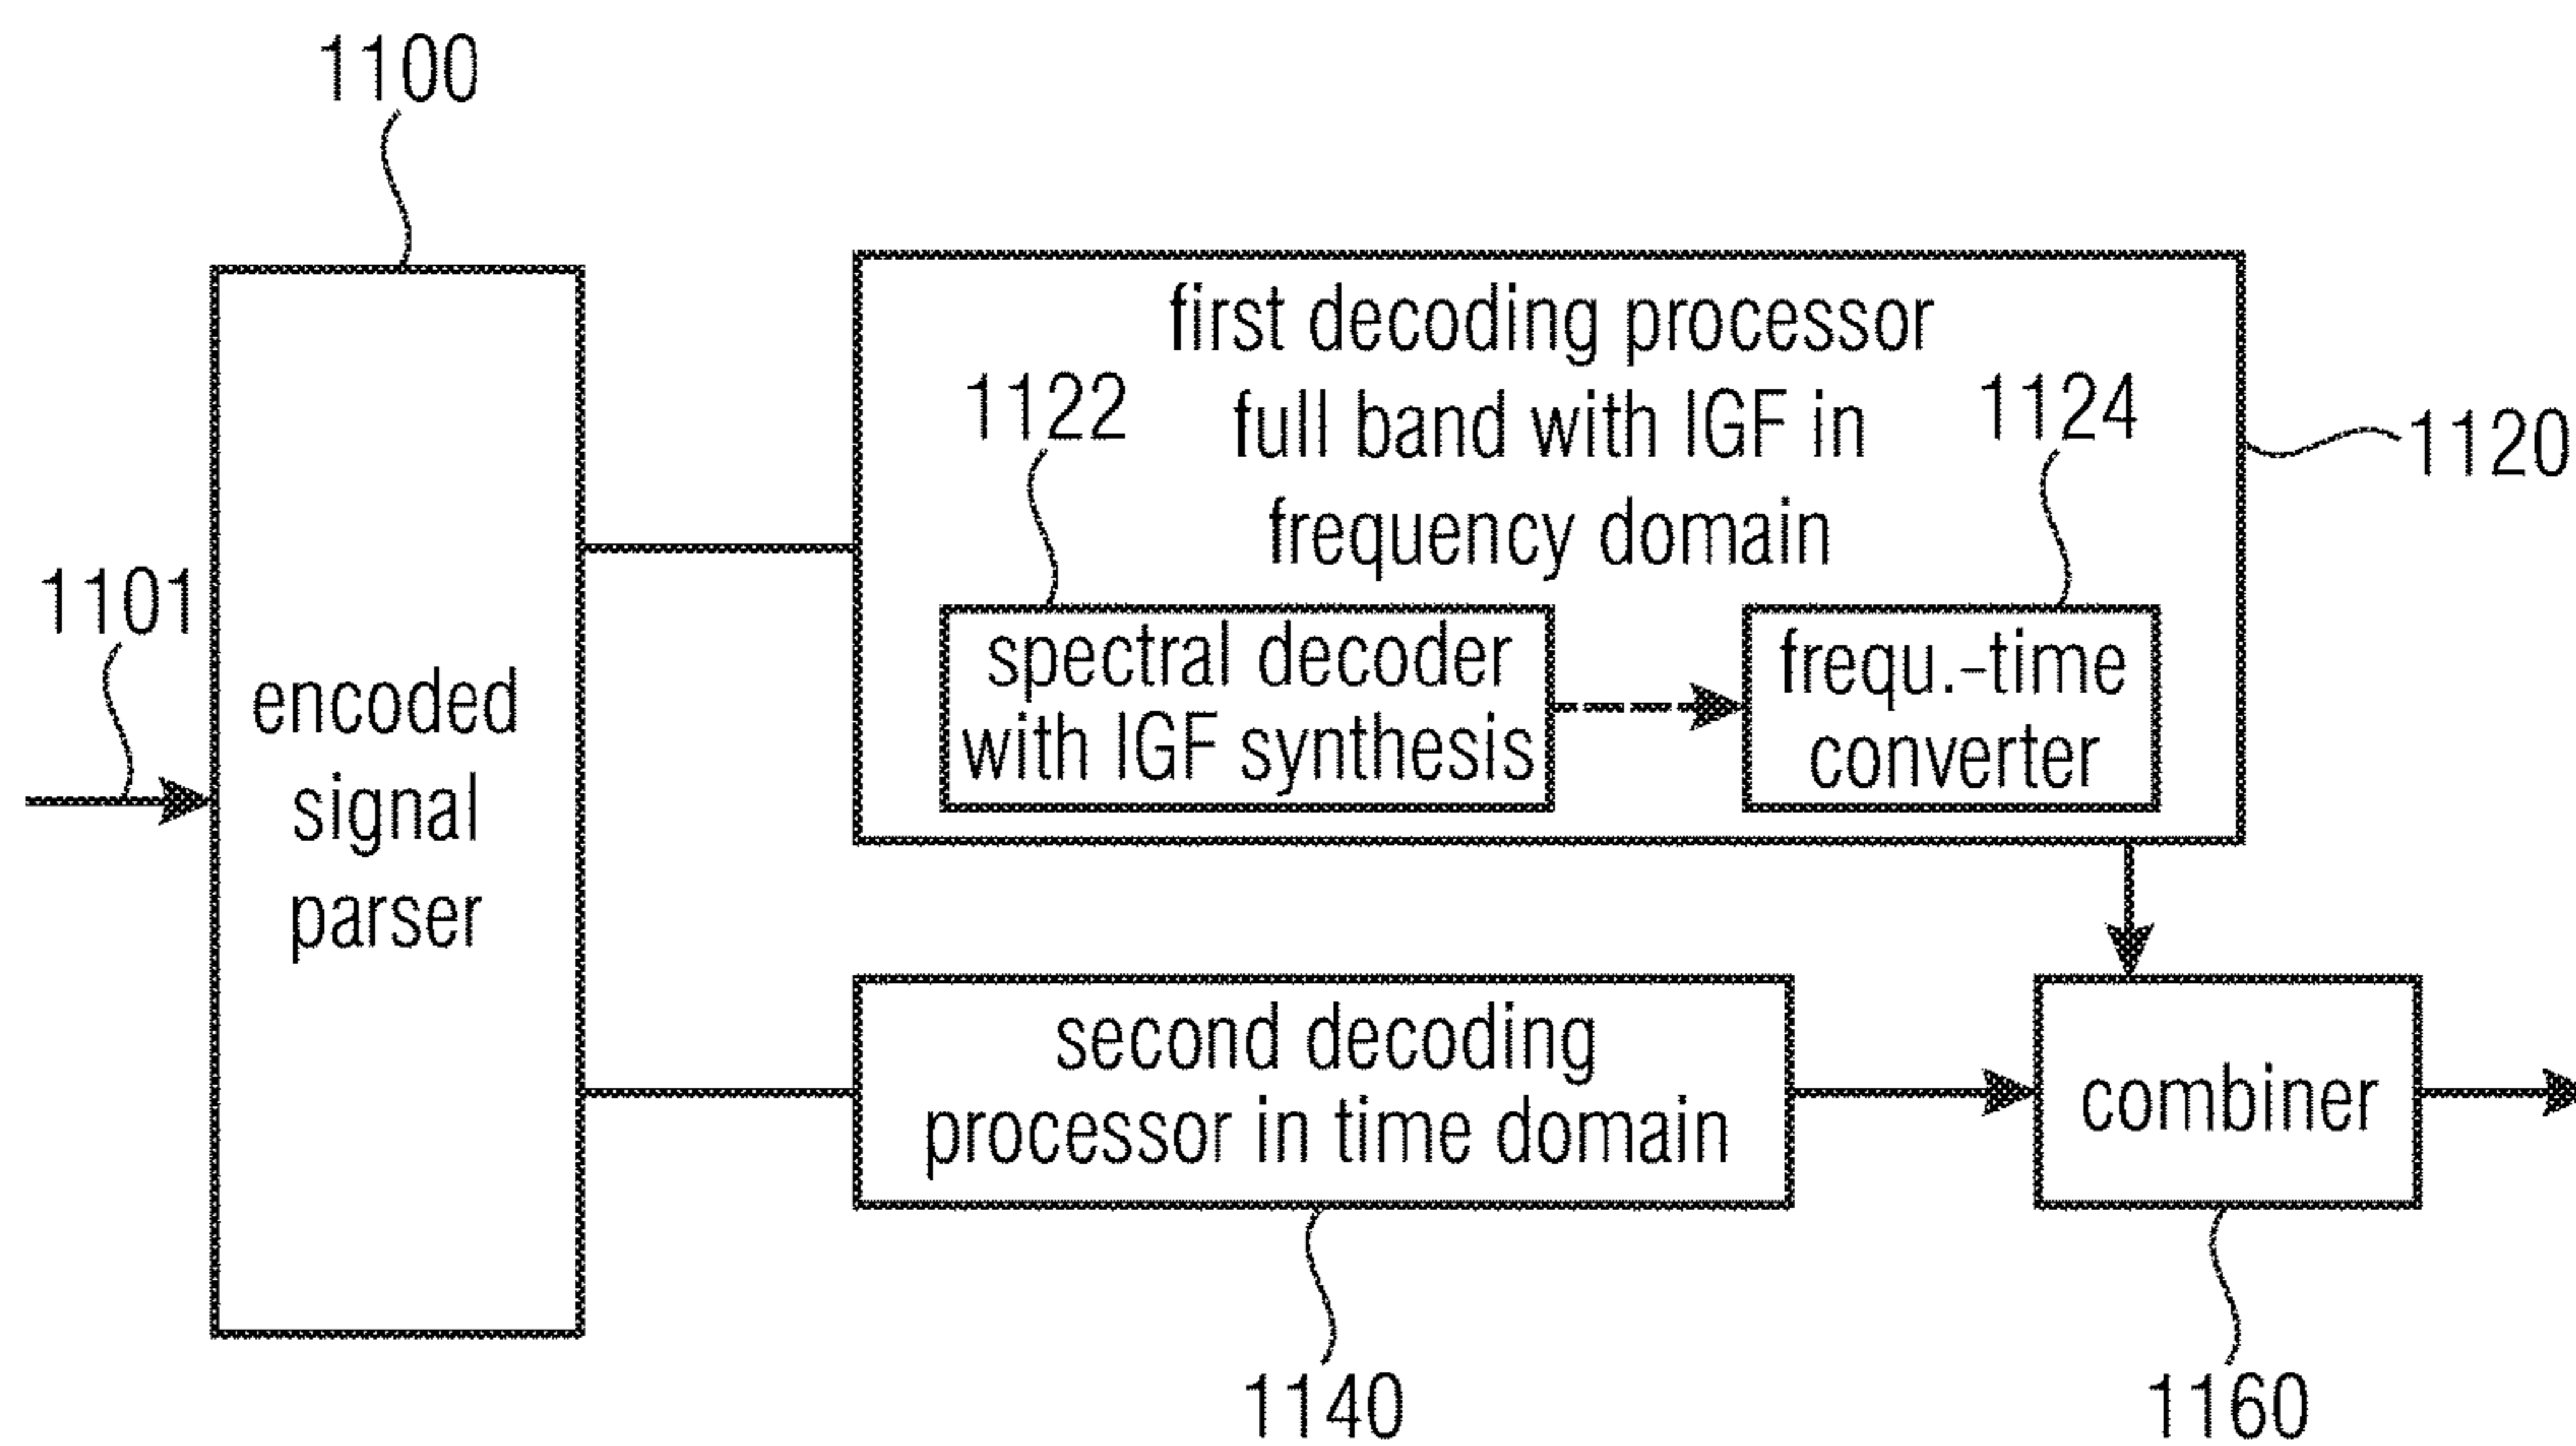 1100
first decoding processor
1122
full band with IGF in
1124
1120
frequency domain
1101
encoded
signal
parser
spectral decoder
with IGF synthesis
frequ.-time
converter
second decoding
processor in time domain
combiner
1140
1160